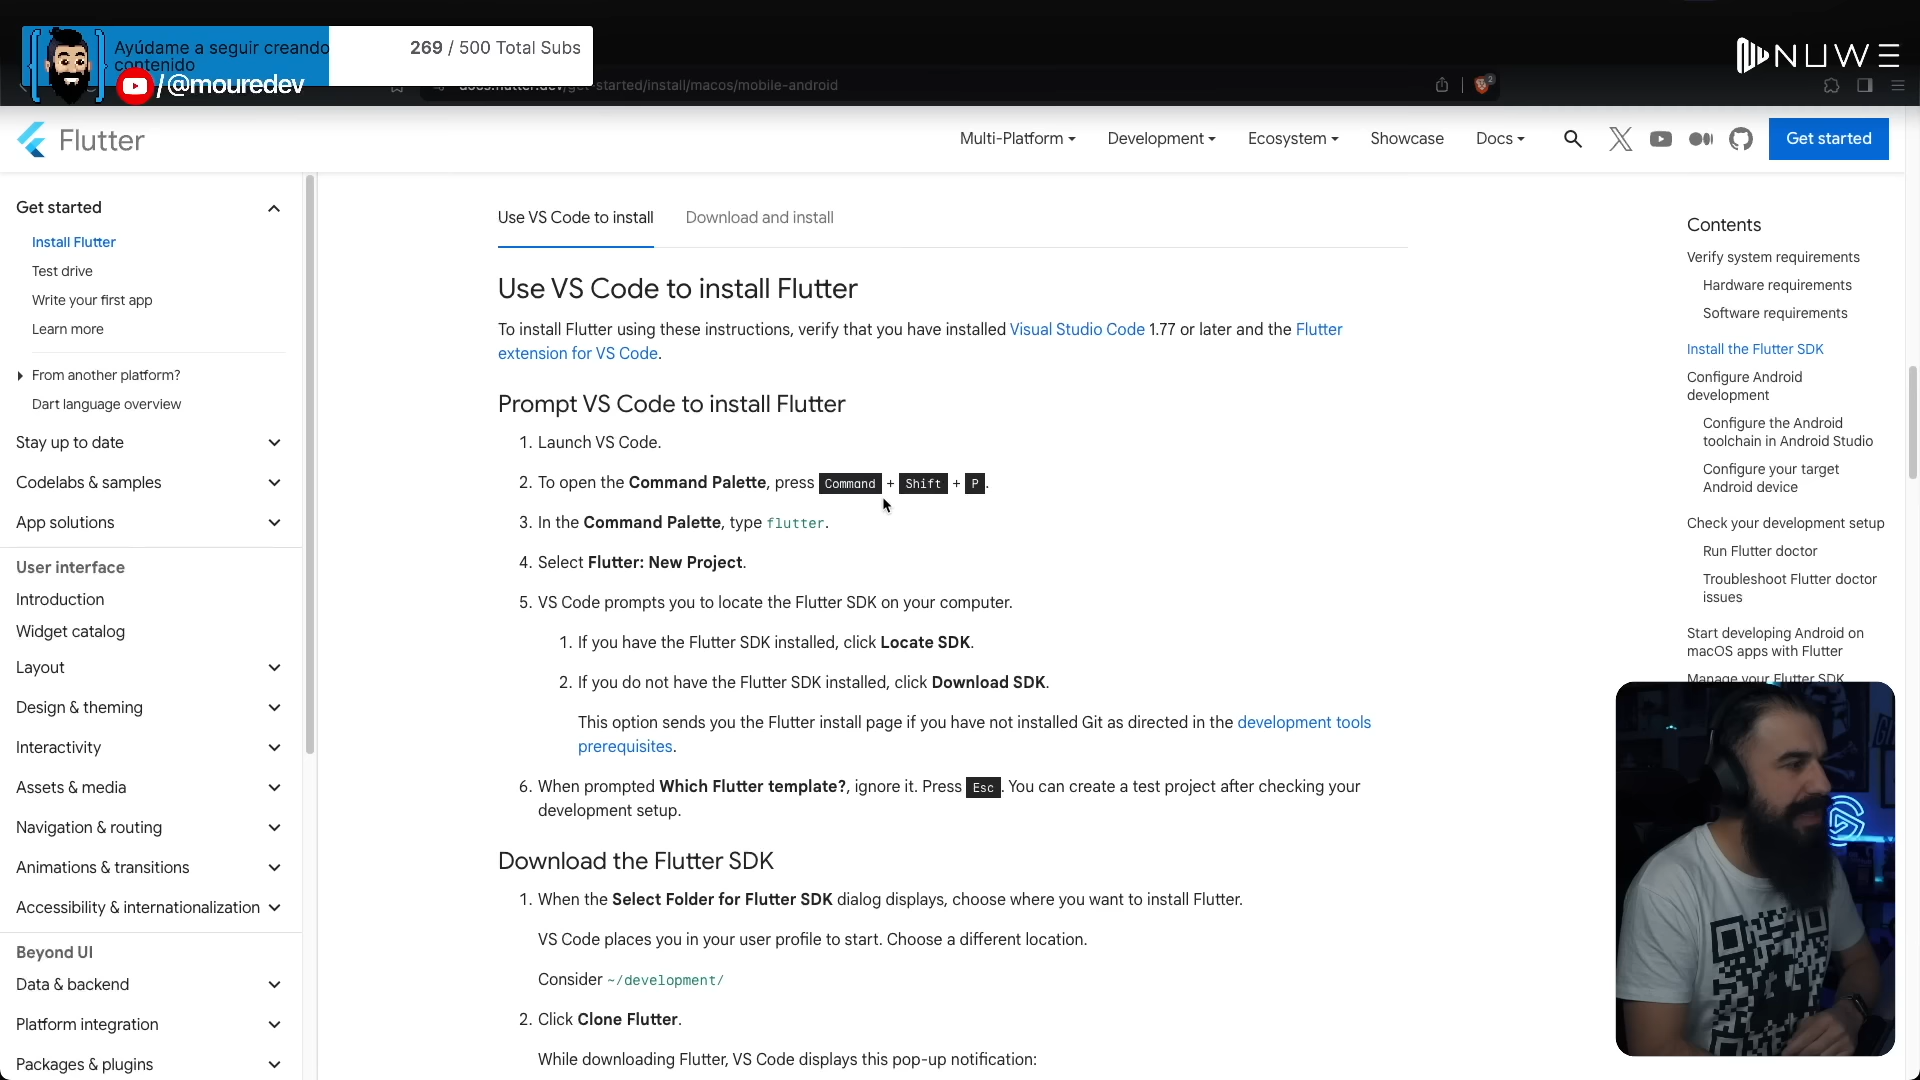 Ayúdame a seguir creando
contenido
269 / 500 Total Subs
/@mouredev
docs.flutter.dev/get-started/install/macos/mobile-android
2
NUWE
Flutter
Multi-Platform
Development
Ecosystem
Showcase
Docs
Get started
Get started
Install Flutter
Test drive
Write your first app
Learn more
From another platform?
Dart language overview
Stay up to date
Codelabs & samples
App solutions
User interface
Introduction
Widget catalog
Layout
Design & theming
Interactivity
Assets & media
Navigation & routing
Animations & transitions
Accessibility & internationalization
Beyond UI
Data & backend
Platform integration
Packages & plugins
Use VS Code to install
Download and install
Use VS Code to install Flutter
To install Flutter using these instructions, verify that you have installed Visual Studio Code 1.77 or later and the Flutter
extension for VS Code.
Prompt VS Code to install Flutter
1. Launch VS Code.
2. To open the Command Palette, press Command + Shift + P.
3. In the Command Palette, type flutter.
4. Select Flutter: New Project.
5. VS Code prompts you to locate the Flutter SDK on your computer.
1. If you have the Flutter SDK installed, click Locate SDK.
2. If you do not have the Flutter SDK installed, click Download SDK.
This option sends you the Flutter install page if you have not installed Git as directed in the development tools
prerequisites.
6. When prompted Which Flutter template?, ignore it. Press Esc. You can create a test project after checking your
development setup.
Download the Flutter SDK
1. When the Select Folder for Flutter SDK dialog displays, choose where you want to install Flutter.
VS Code places you in your user profile to start. Choose a different location.
Consider ~/development/
2. Click Clone Flutter.
While downloading Flutter, VS Code displays this pop-up notification:
Contents
Verify system requirements
Hardware requirements
Software requirements
Install the Flutter SDK
Configure Android
development
Configure the Android
toolchain in Android Studio
Configure your target
Android device
Check your development setup
Run Flutter doctor
Troubleshoot Flutter doctor
issues
Start developing Android on
macOS apps with Flutter
Manage your Flutter SDK